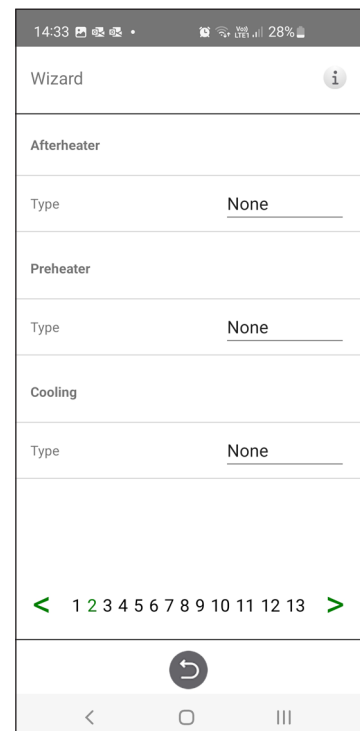 14:33 28%
Wizard i
Afterheater
Type None
Preheater
Type None
Cooling
Type None
< 1 2 3 4 5 6 7 8 9 10 11 12 13 >